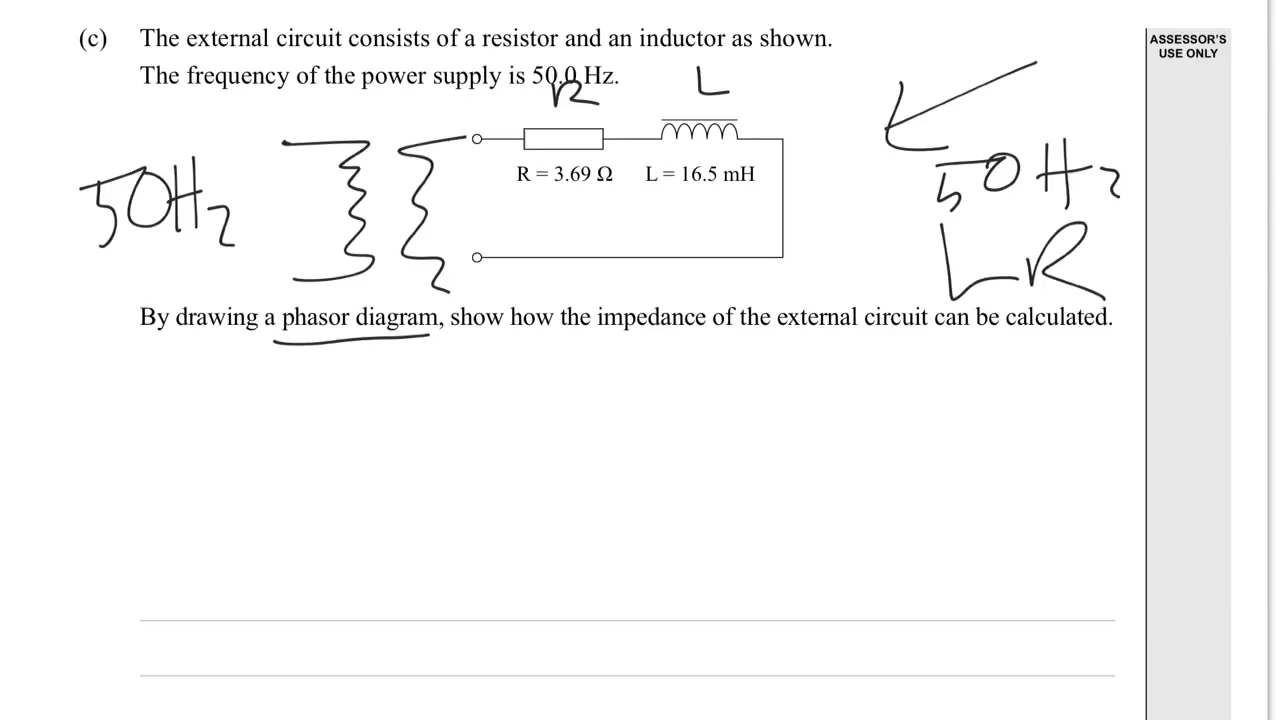 (c) The external circuit consists of a resistor and an inductor as shown.
ASSESSOR'S
USE ONLY
The frequency of the power supply is 50.0 Hz.
R L
R = 3.69 Ω L = 16.5 mH
50Hz
50Hz
LR
By drawing a phasor diagram, show how the impedance of the external circuit can be calculated.